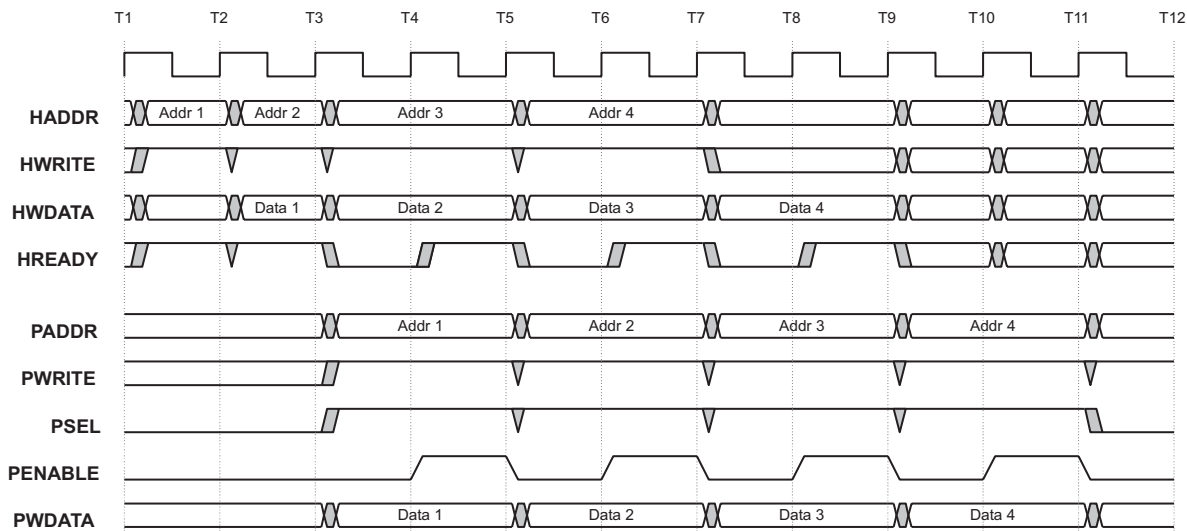 T1 T2 T3 T4 T5 T6 T7 T8 T9 T10 T11 T12
HADDR Addr 1 Addr 2 Addr 3 Addr 4
HWRITE
HWDATA Data 1 Data 2 Data 3 Data 4
HREADY
PADDR Addr 1 Addr 2 Addr 3 Addr 4
PWRITE
PSEL
PENABLE
PWDATA Data 1 Data 2 Data 3 Data 4